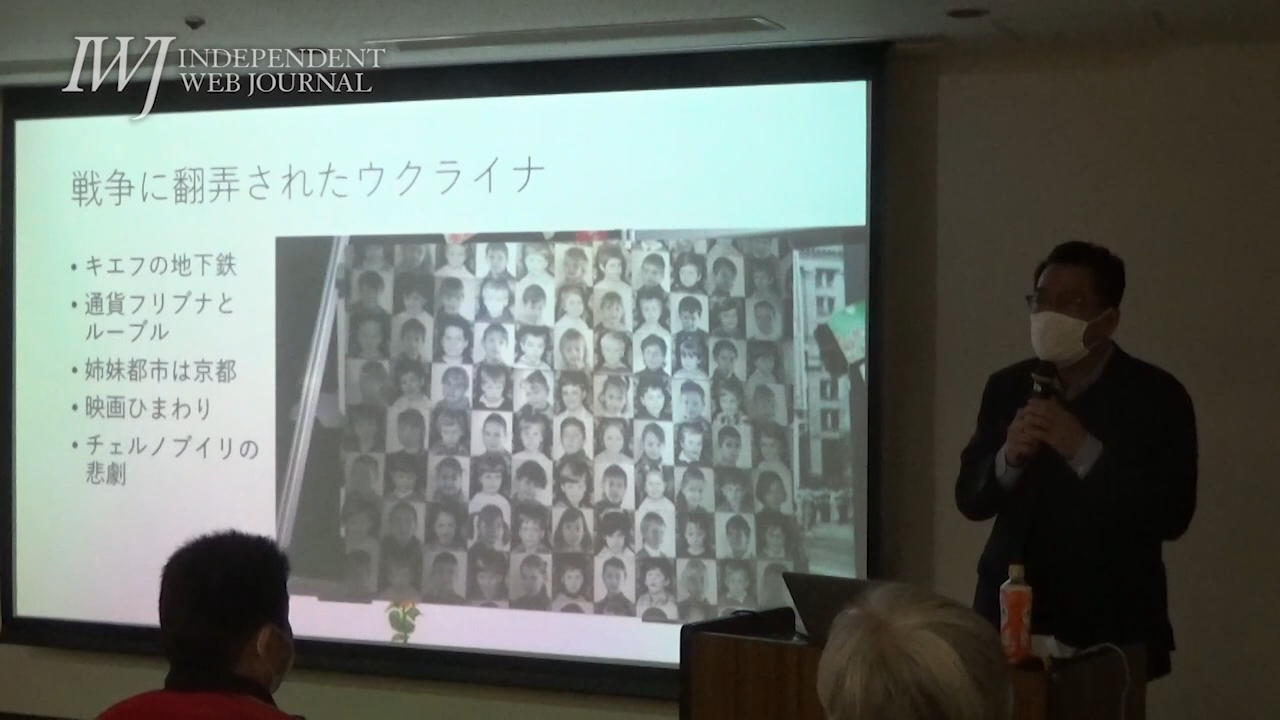 IWJ INDEPENDENT
WEB JOURNAL
戦争に翻弄されたウクライナ
• キエフの地下鉄
• 通貨フリブナと
ルーブル
• 姉妹都市は京都
• 映画ひまわり
• チェルノブイリの
悲劇